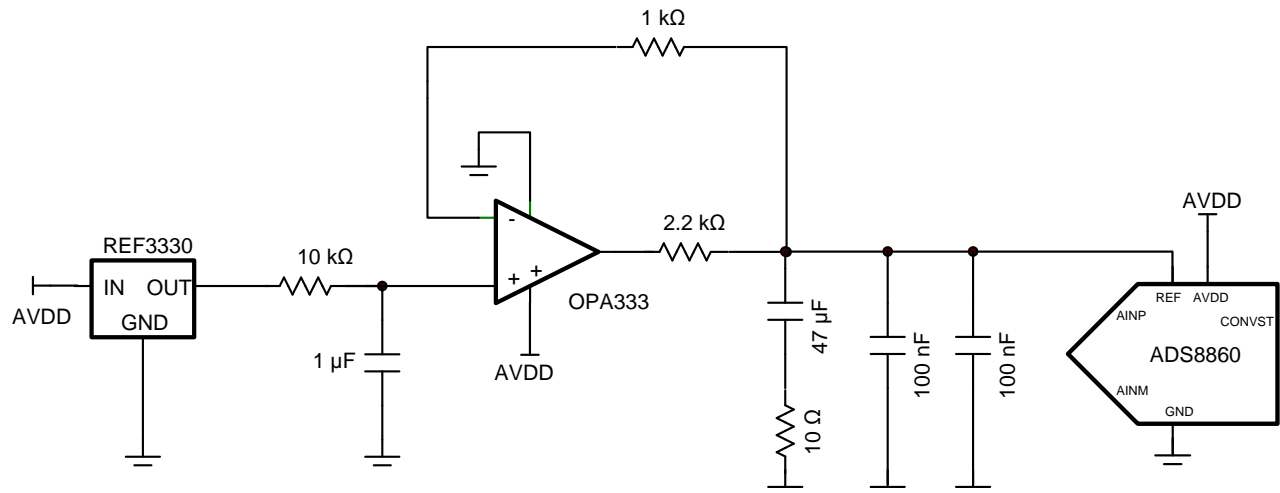 1 kΩ
REF3330
10 kΩ
2.2 kΩ
AVDD
-
+
+
OPA333
IN OUT
GND
AVDD
1 µF
AVDD
47 µF
10 Ω
100 nF
100 nF
REF AVDD
AINP
CONVST
ADS8860
AINM
GND